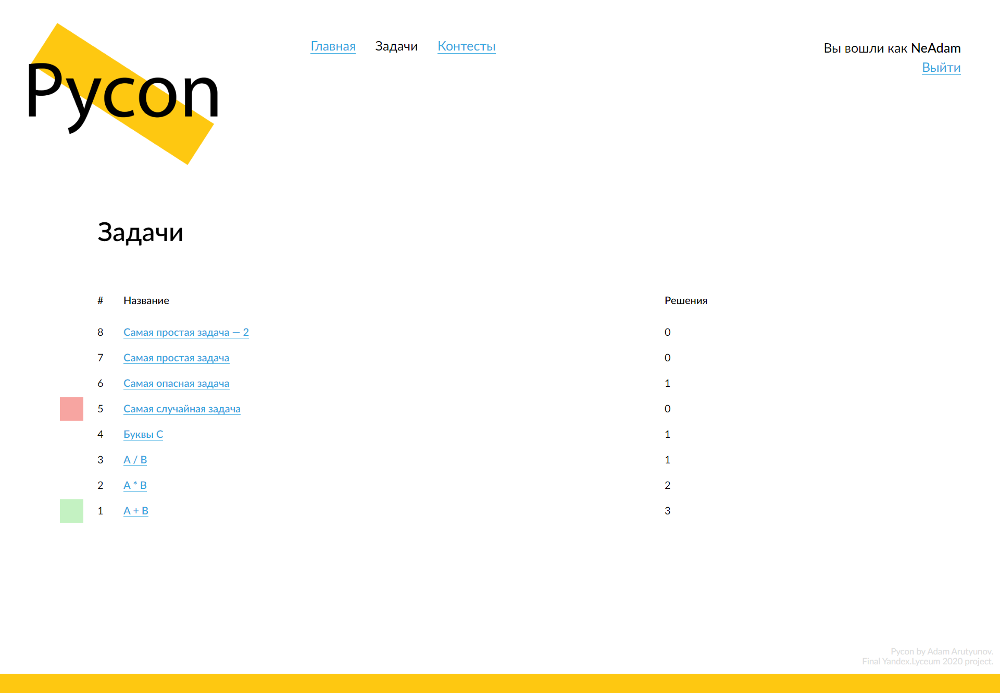 Pycon
Главная Задачи Контесты
Вы вошли как NeAdam
Выйти
Задачи
# Название Решения
8 Самая простая задача — 2 0
7 Самая простая задача 0
6 Самая опасная задача 1
5 Самая случайная задача 0
4 Буквы С 1
3 A / B 1
2 A * B 2
1 A + B 3
Pycon by Adam Arutyunov.
Final Yandex.Lyceum 2020 project.